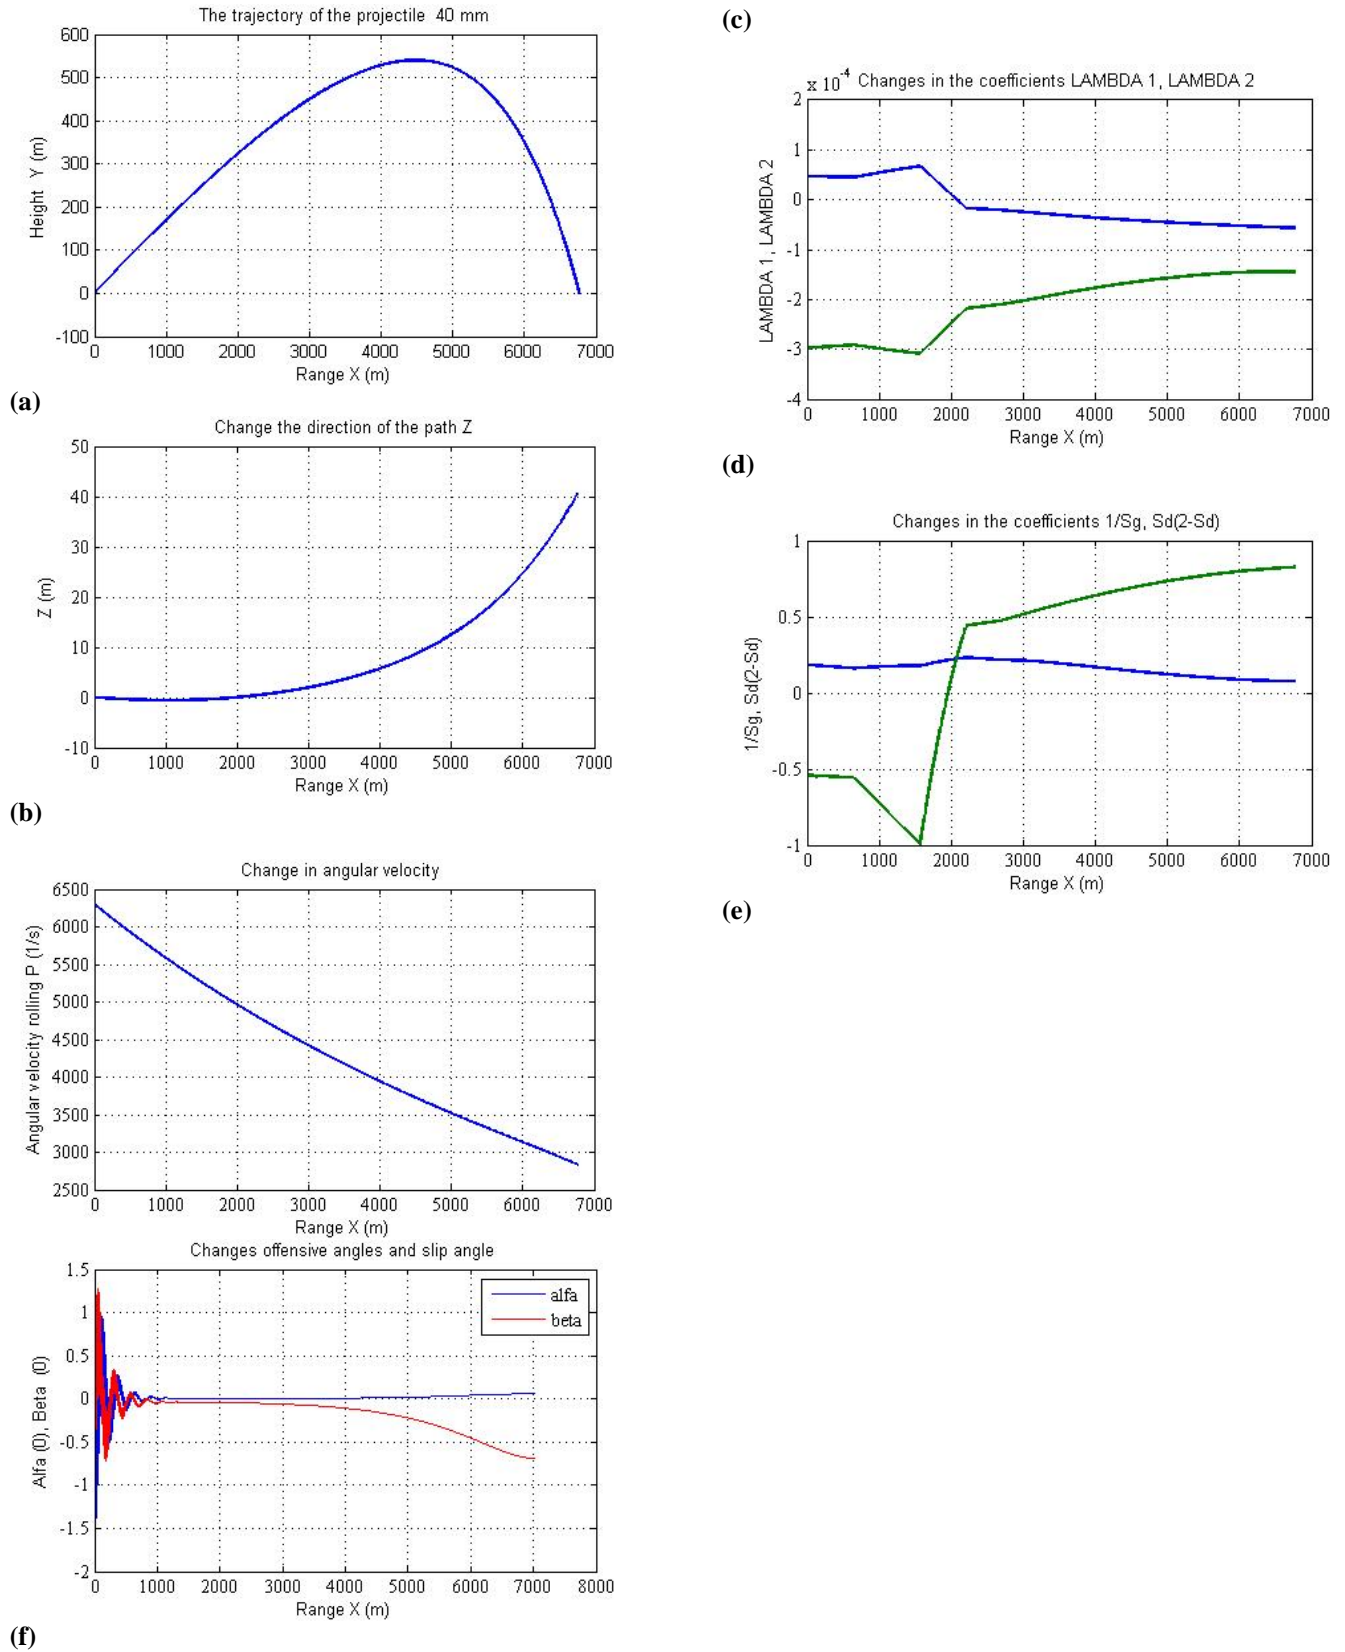 The trajectory of the projectile 40 mm
600
500
400
300
200
100
0
-100
Height Y (m)
0 1000 2000 3000 4000 5000 6000 7000
Range X (m)
(a)
Change the direction of the path Z
50
40
30
20
10
0
-10
Z (m)
0 1000 2000 3000 4000 5000 6000 7000
Range X (m)
(b)
Change in angular velocity
6500
6000
5500
5000
4500
4000
3500
3000
2500
Angular velocity rolling P (1/s)
0 1000 2000 3000 4000 5000 6000 7000
Range X (m)
Changes offensive angles and slip angle
1.5
1
0.5
0
-0.5
-1
-1.5
-2
Alfa (0), Beta (0)
alfa
beta
0 1000 2000 3000 4000 5000 6000 7000 8000
Range X (m)
(f)
(c)
x 10-4 Changes in the coefficients LAMBDA 1, LAMBDA 2
2
1
0
-1
-2
-3
-4
LAMBDA 1, LAMBDA 2
0 1000 2000 3000 4000 5000 6000 7000
Range X (m)
(d)
Changes in the coefficients 1/Sg, Sd(2-Sd)
1
0.5
0
-0.5
-1
1/Sg, Sd(2-Sd)
0 1000 2000 3000 4000 5000 6000 7000
Range X (m)
(e)